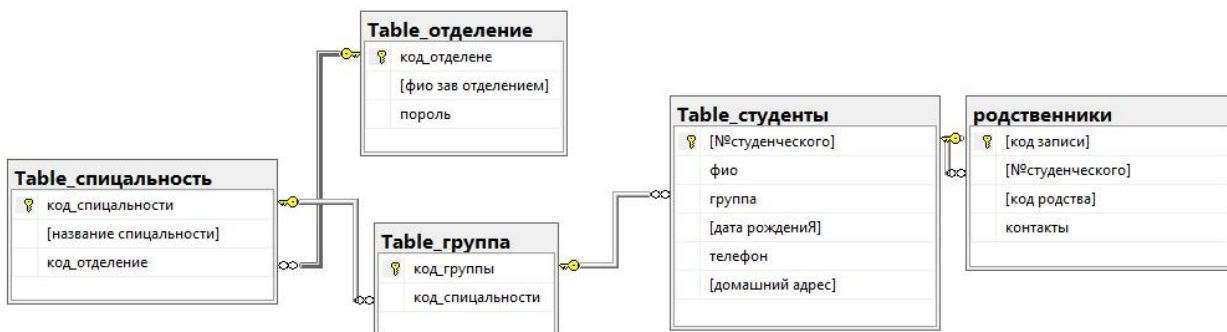 Table_отделение
код_отделене
[фио зав отделением]
пороль
Table_спицальность
код_спицальности
[название спицальности]
код_отделение
Table_группа
код_группы
код_спицальности
Table_студенты
[№студенческого]
фио
группа
[дата рождениЯ]
телефон
[домашний адрес]
родственники
[код записи]
[№студенческого]
[код родства]
контакты